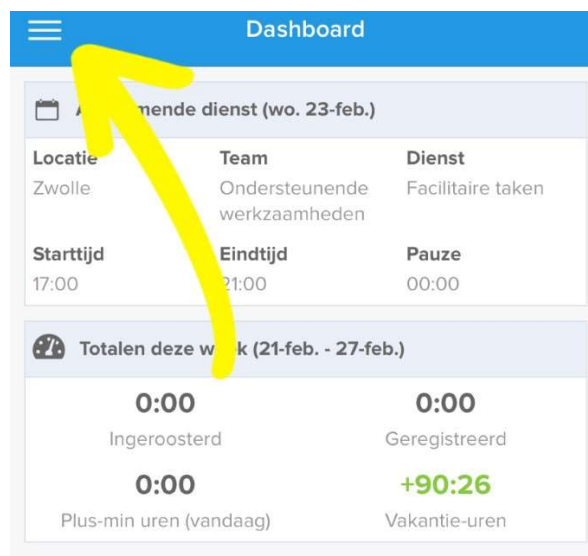 Dashboard
mende dienst (wo. 23-feb.)
Locatie Team Dienst
Zwolle Ondersteunende Facilitaire taken
werkzaamheden
Starttijd Eindtijd Pauze
17:00 21:00 00:00
Totalen deze week (21-feb. - 27-feb.)
0:00 0:00
Ingeroosterd Geregistreerd
0:00 +90:26
Plus-min uren (vandaag) Vakantie-uren